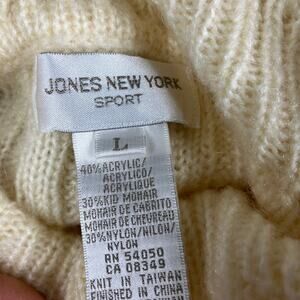 JONES NEW YORK
SPORT
L
40% ACRYLIC/
ACRYLICO/
ACRYLIQUE
30% KID MOHAIR
MOHAIR DE CABRITO
MOHAIR DE CHEVREAU
30% NYLON/NILON/
NYLON
RN 54050
CA 08349
KNIT IN TAIWAN
FINISHED IN CHINA